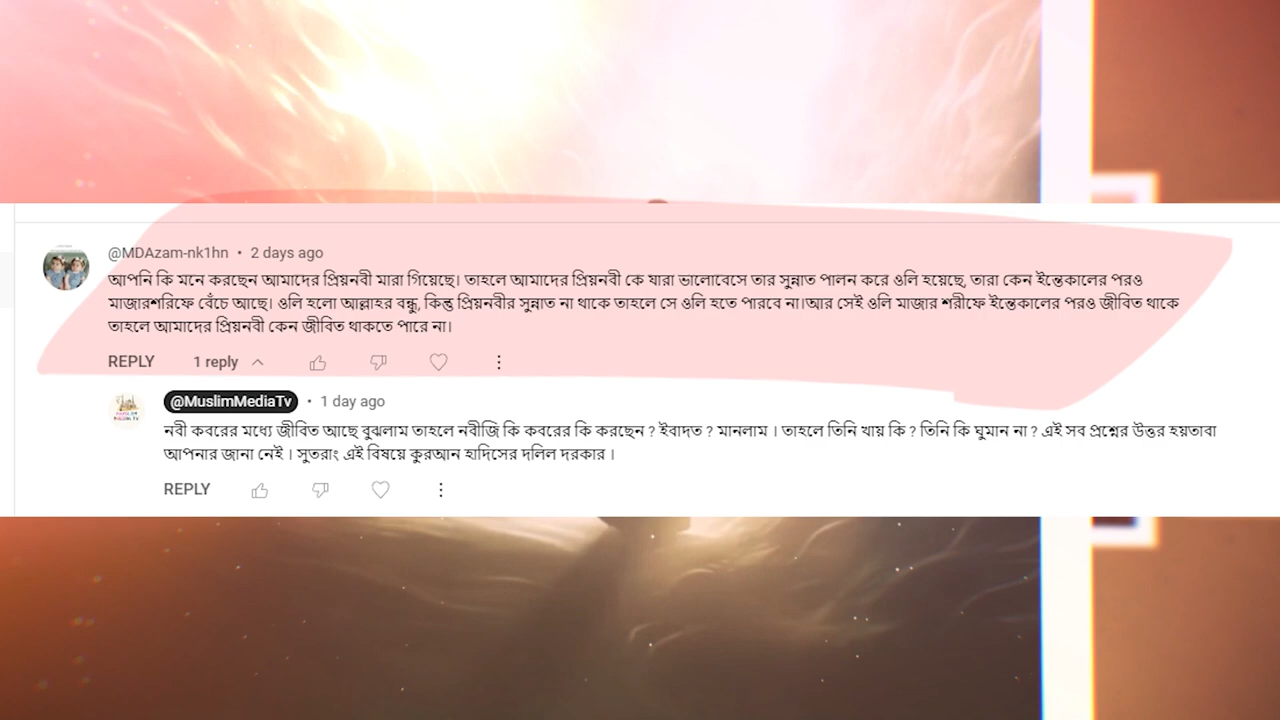 @MDAzam-nk1hn • 2 days ago
আপনি কি মনে করছেন আমাদের প্রিয়নবী মারা গিয়েছে। তাহলে আমাদের প্রিয়নবী কে যারা ভালোবেসে তার সুন্নাত পালন করে ওলি হয়েছে, তারা কেন ইন্তেকালের পরও
মাজারশরিফে বেঁচে আছে। ওলি হলো আল্লাহর বন্ধু, কিন্তু প্রিয়নবীর সুন্নাত না থাকে তাহলে সে ওলি হতে পারবে না।আর সেই ওলি মাজার শরীফে ইন্তেকালের পরও জীবিত থাকে
তাহলে আমাদের প্রিয়নবী কেন জীবিত থাকতে পারে না।
REPLY 1 reply
@MuslimMediaTv • 1 day ago
নবী কবরের মধ্যে জীবিত আছে বুঝলাম তাহলে নবীজি কি কবরের কি করছেন ? ইবাদত ? মানলাম । তাহলে তিনি খায় কি ? তিনি কি ঘুমান না ? এই সব প্রশ্নের উত্তর হয়তাবা
আপনার জানা নেই । সুতরাং এই বিষয়ে কুরআন হাদিসের দলিল দরকার ।
REPLY